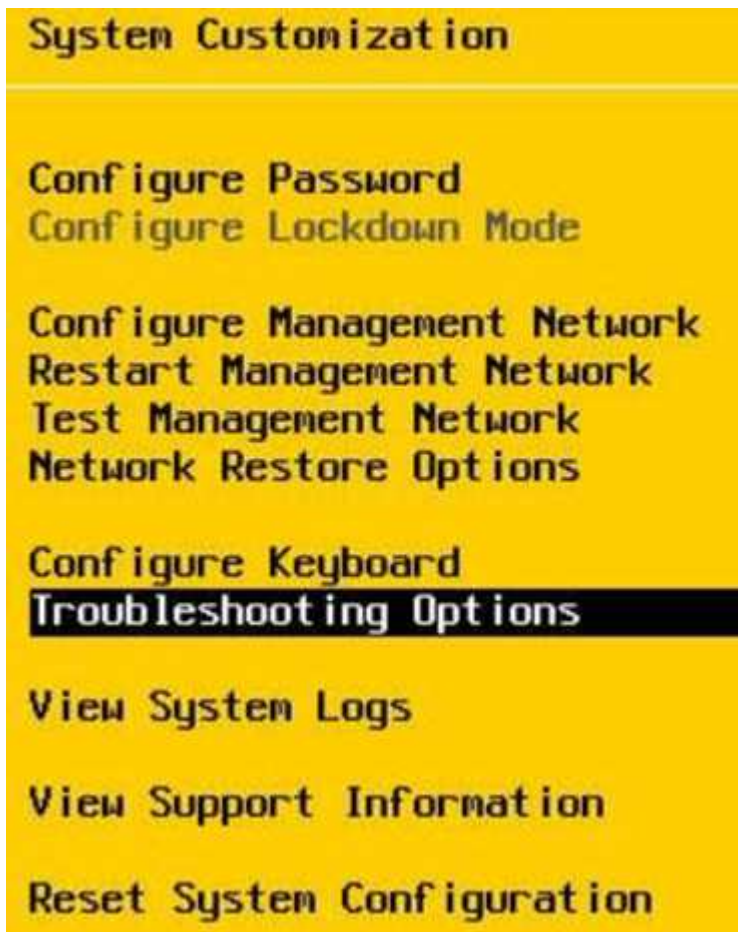 System Customization
Configure Password
Configure Lockdown Mode
Configure Management Network
Restart Management Network
Test Management Network
Network Restore Options
Configure Keyboard
Troubleshooting Options
View System Logs
View Support Information
Reset System Configuration